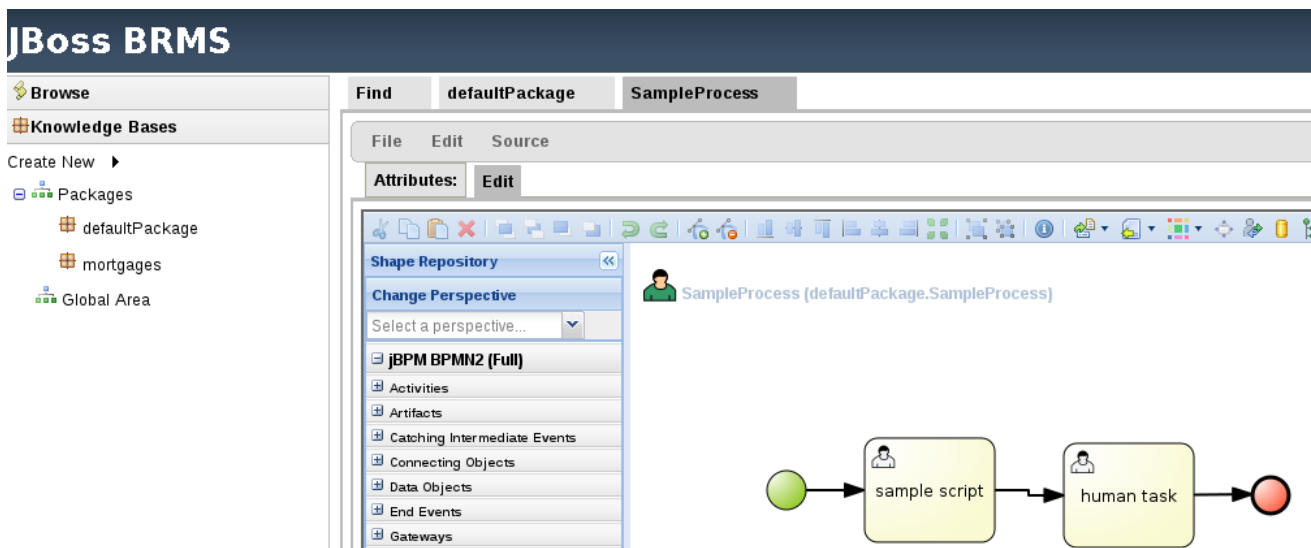 JBoss BRMS
Browse
Knowledge Bases
Create New
Packages
defaultPackage
mortgages
Global Area
Find defaultPackage SampleProcess
File Edit Source
Attributes: Edit
Shape Repository
Change Perspective
Select a perspective...
jBPM BPMN2 (Full)
Activities
Artifacts
Catching Intermediate Events
Connecting Objects
Data Objects
End Events
Gateways
SampleProcess (defaultPackage.SampleProcess)
sample script
human task